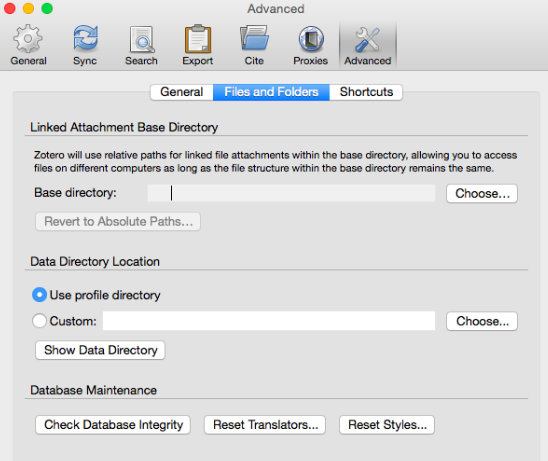 Advanced
General Sync Search Export Cite Proxies Advanced
General Files and Folders Shortcuts
Linked Attachment Base Directory
Zotero will use relative paths for linked file attachments within the base directory, allowing you to access
files on different computers as long as the file structure within the base directory remains the same.
Base directory: Choose...
Revert to Absolute Paths...
Data Directory Location
Use profile directory
Custom: Choose...
Show Data Directory
Database Maintenance
Check Database Integrity Reset Translators... Reset Styles...